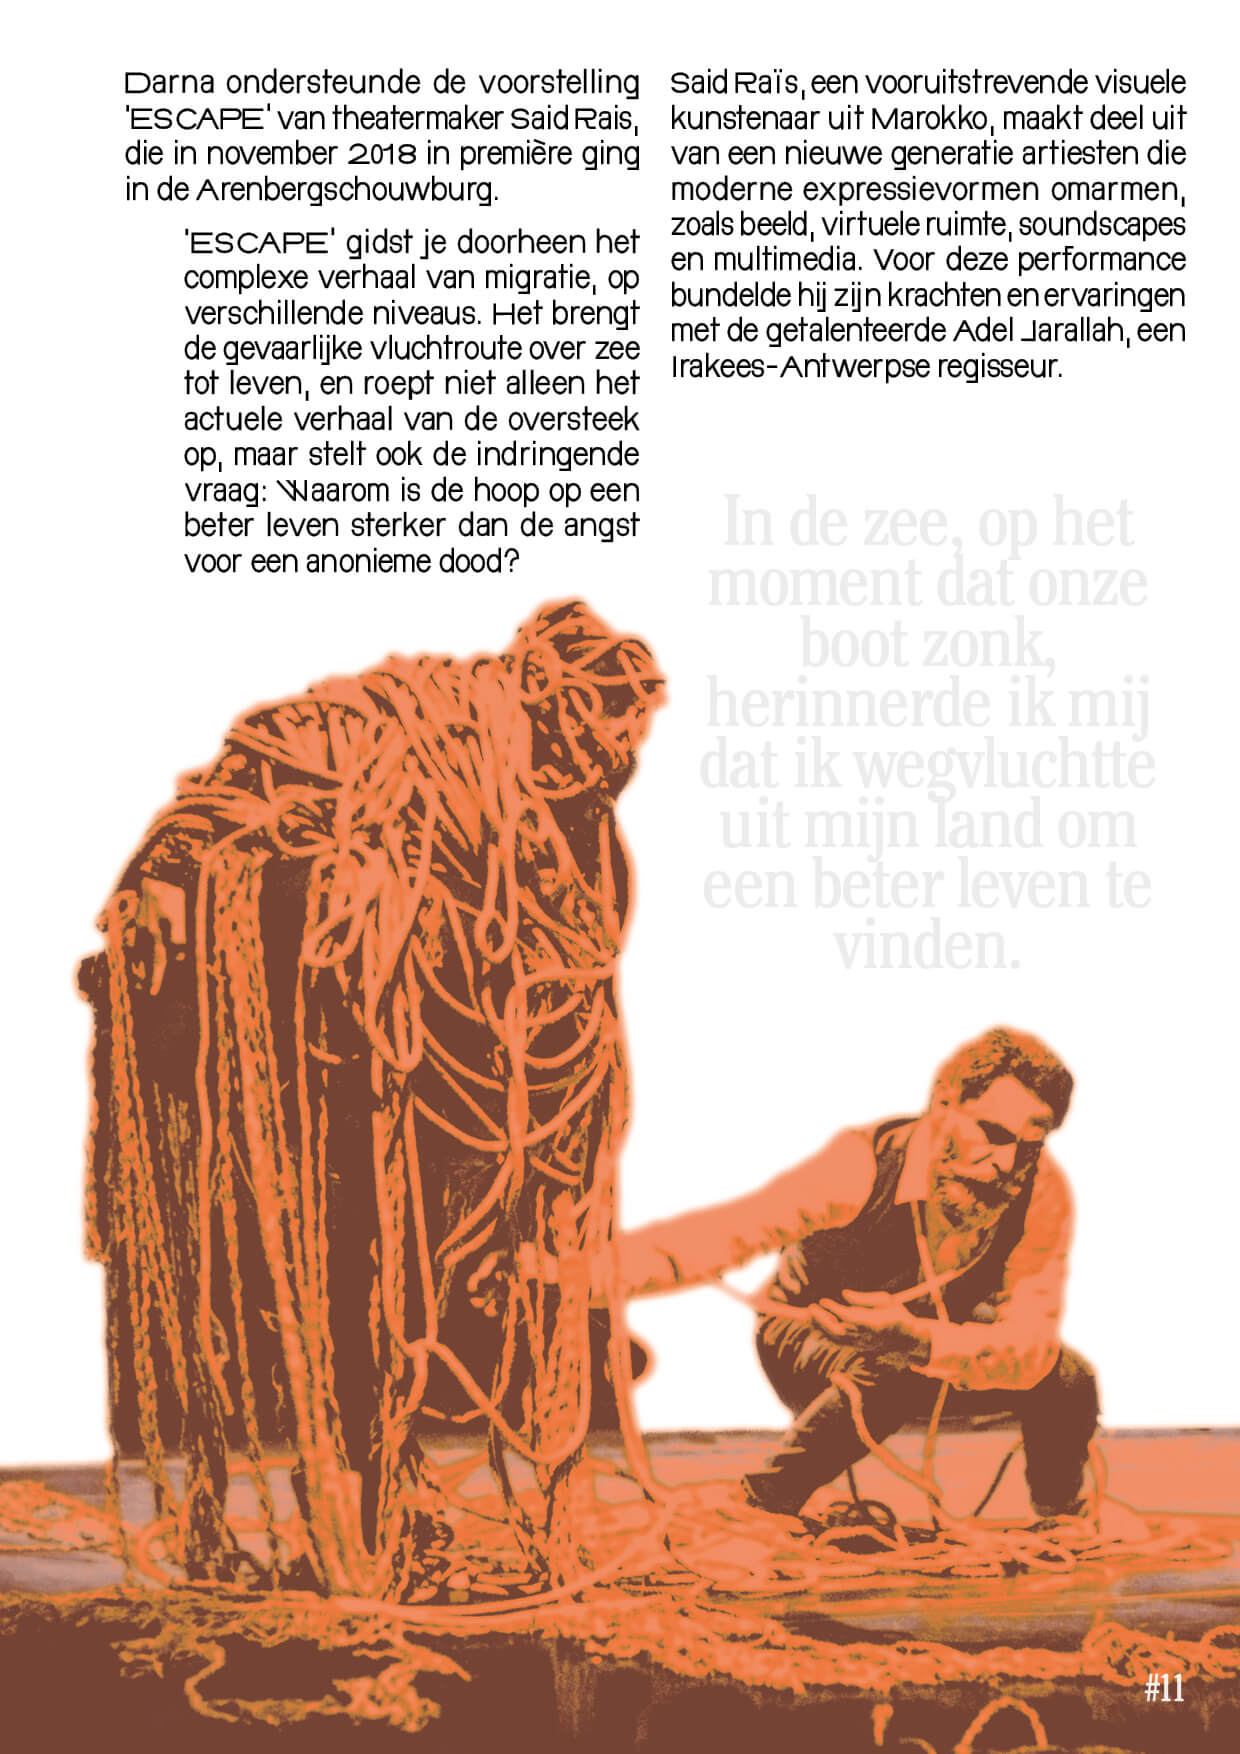 Darna ondersteunde de voorstelling
'ESCAPE' van theatermaker Said Rais,
die in november 2018 in première ging
in de Arenbergschouwburg.
'ESCAPE' gidst je doorheen het
complexe verhaal van migratie, op
verschillende niveaus. Het brengt
de gevaarlijke vluchtroute over zee
tot leven, en roept niet alleen het
actuele verhaal van de oversteek
op, maar stelt ook de indringende
vraag: Waarom is de hoop op een
beter leven sterker dan de angst
voor een anonieme dood?
Said Raïs, een vooruitstrevende visuele
kunstenaar uit Marokko, maakt deel uit
van een nieuwe generatie artiesten die
moderne expressievormen omarmen,
zoals beeld, virtuele ruimte, soundscapes
en multimedia. Voor deze performance
bundelde hij zijn krachten en ervaringen
met de getalenteerde Adel Jarallah, een
Irakees-Antwerpse regisseur.
In de zee, op het
moment dat onze
boot zonk,
herinnerde ik mij
dat ik wegvluchtte
uit mijn land om
een beter leven te
vinden.
#11